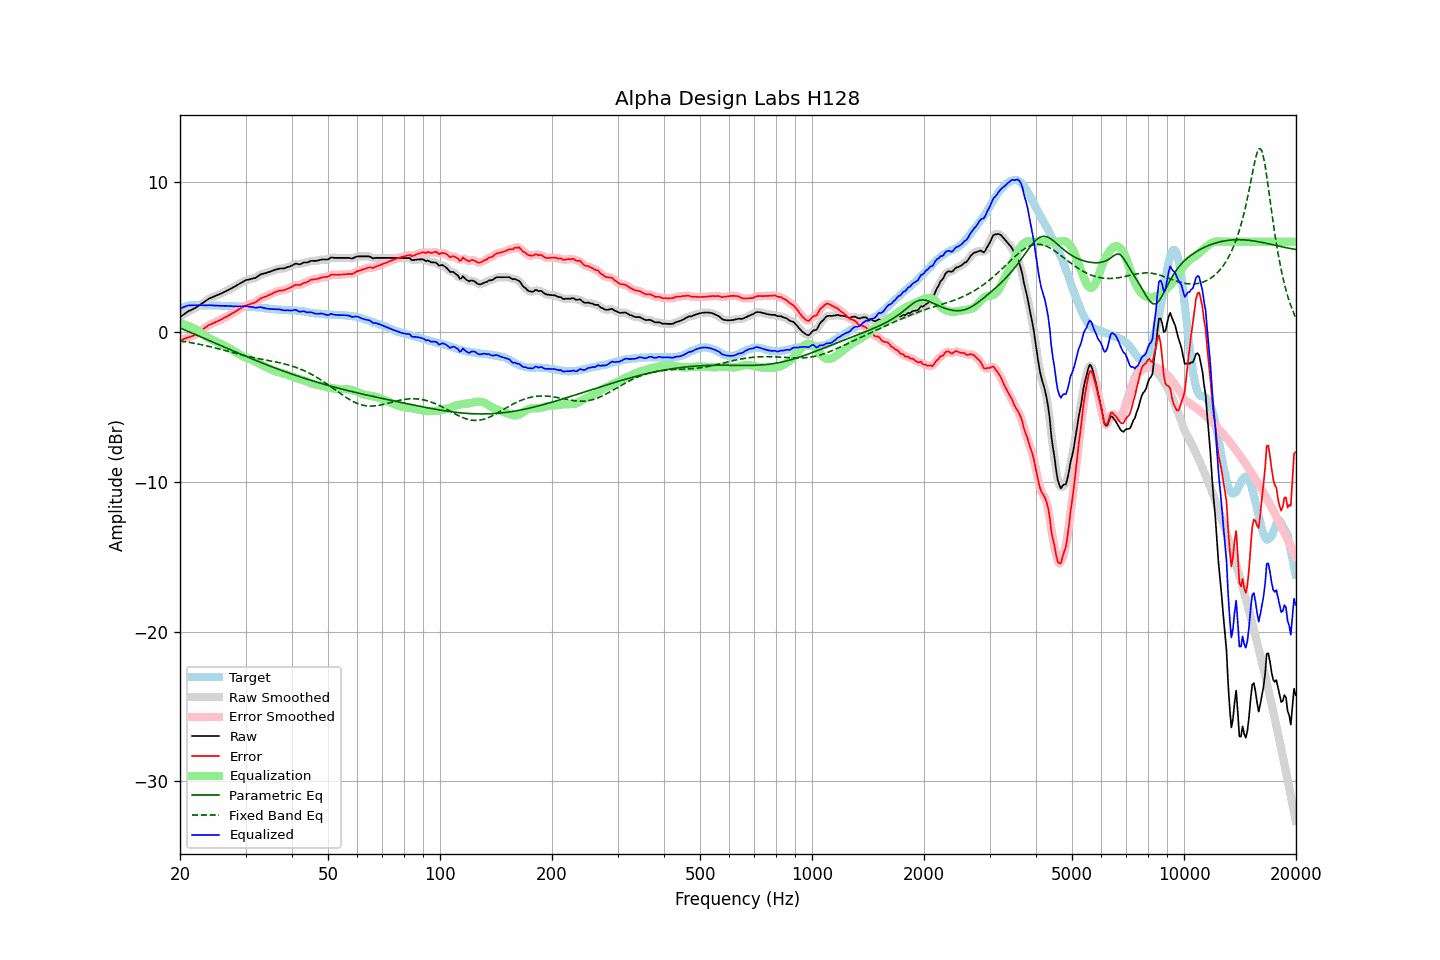 Alpha Design Labs H128
Amplitude (dBr)
10
0
−10
−20
−30
Target
Raw Smoothed
Error Smoothed
Raw
Error
Equalization
Parametric Eq
Fixed Band Eq
Equalized
20 50 100 200 500 1000 2000 5000 10000 20000
Frequency (Hz)